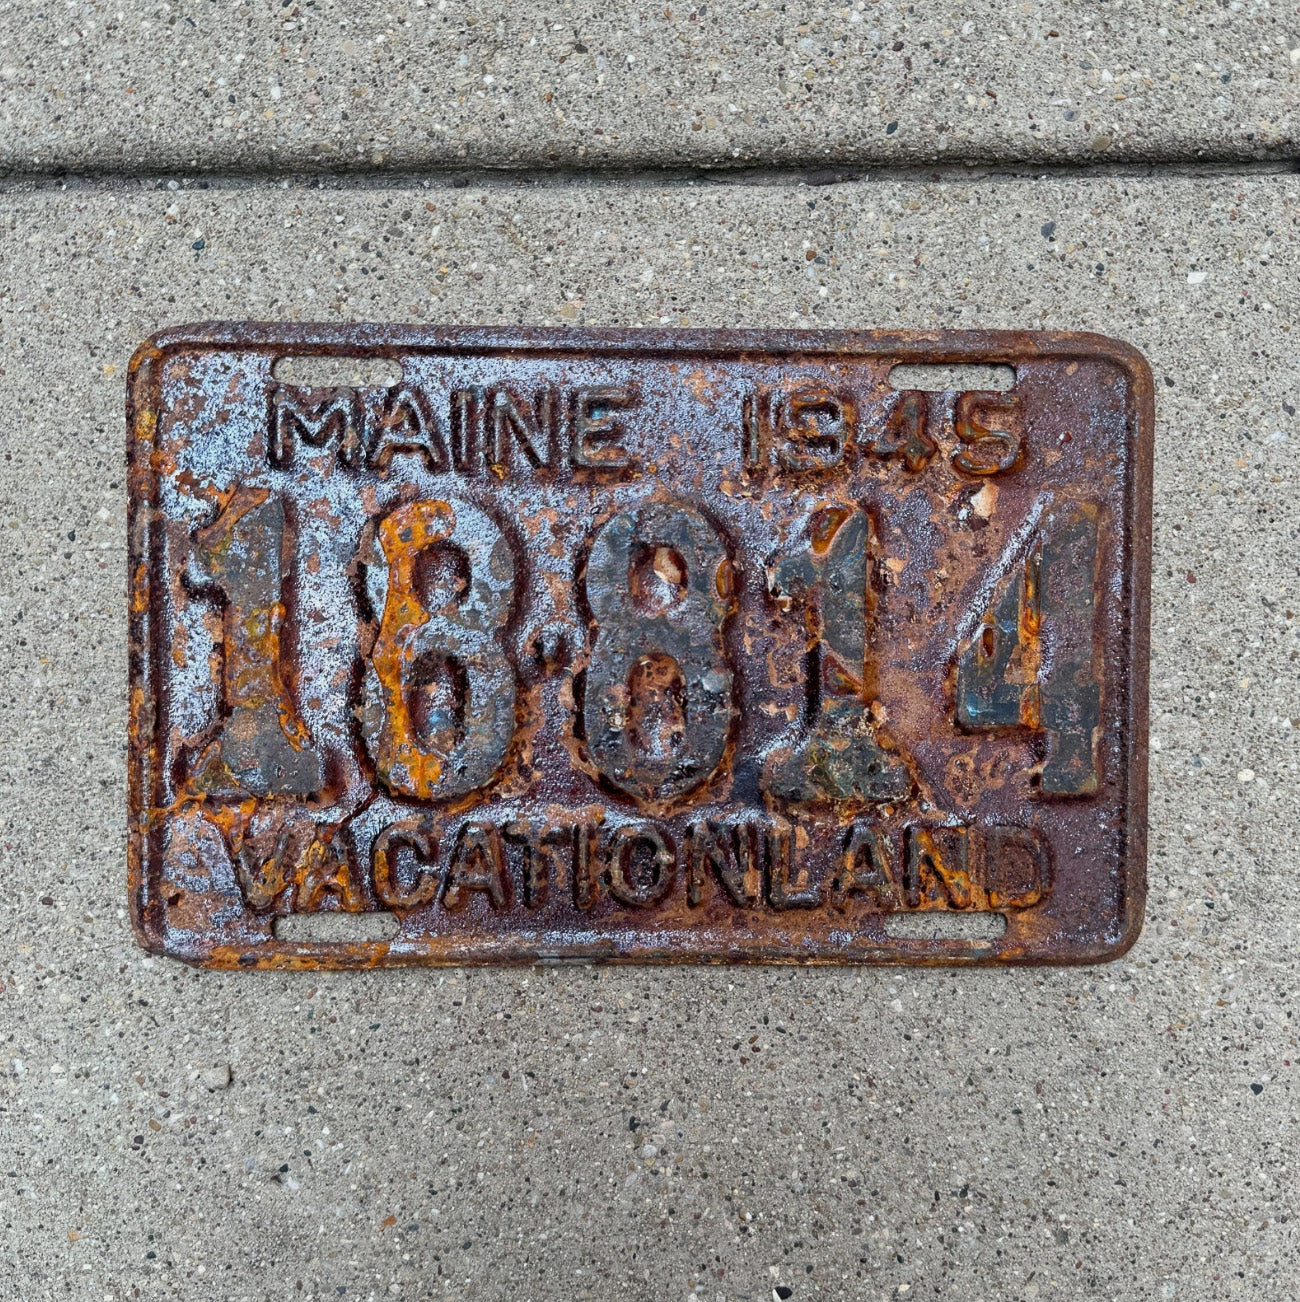 MAINE 1945
18·814
VACATIONLAND